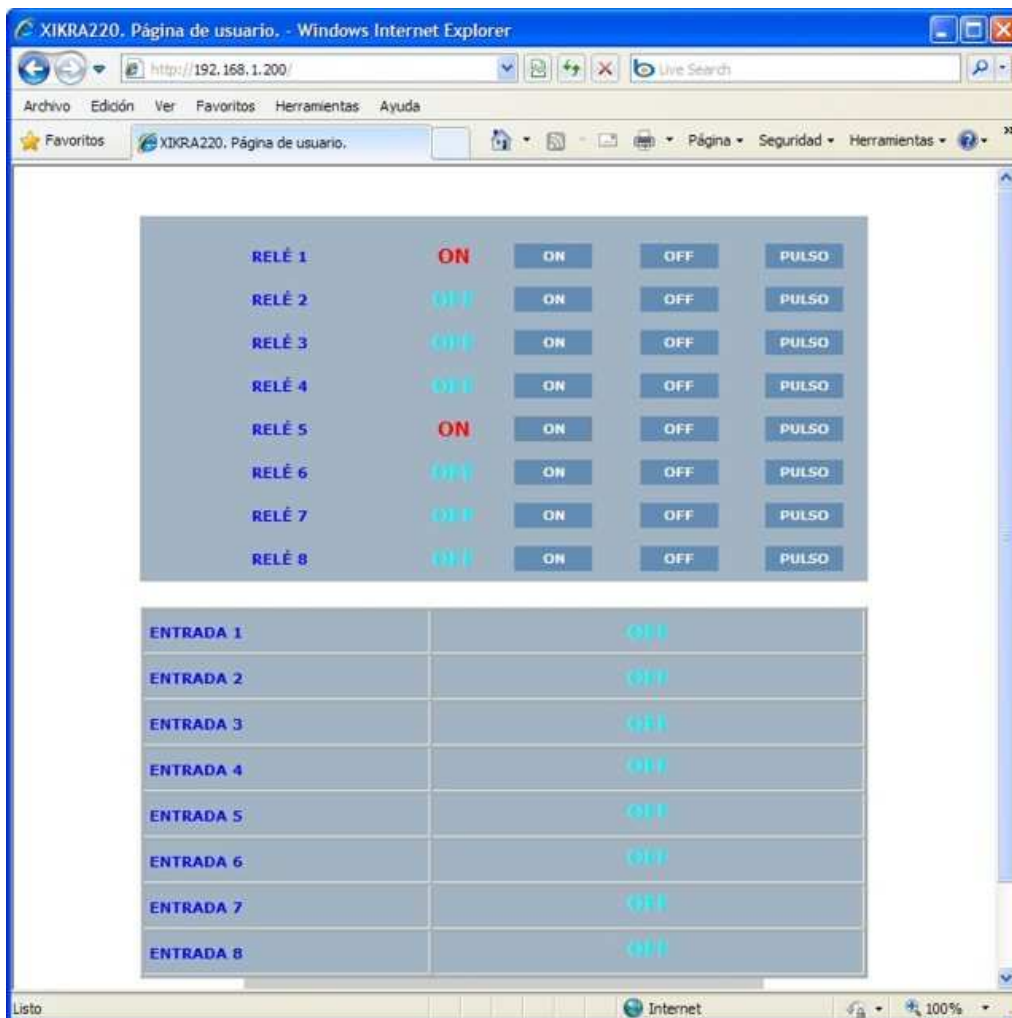 XIKRA220. Página de usuario. - Windows Internet Explorer
http://192.168.1.200/ Live Search
Archivo Edición Ver Favoritos Herramientas Ayuda
Favoritos XIKRA220. Página de usuario. Página Seguridad Herramientas
RELÉ 1 ON ON OFF PULSO
RELÉ 2 OFF ON OFF PULSO
RELÉ 3 OFF ON OFF PULSO
RELÉ 4 OFF ON OFF PULSO
RELÉ 5 ON ON OFF PULSO
RELÉ 6 OFF ON OFF PULSO
RELÉ 7 OFF ON OFF PULSO
RELÉ 8 OFF ON OFF PULSO
ENTRADA 1 OFF
ENTRADA 2 OFF
ENTRADA 3 OFF
ENTRADA 4 OFF
ENTRADA 5 OFF
ENTRADA 6 OFF
ENTRADA 7 OFF
ENTRADA 8 OFF
Listo Internet 100%